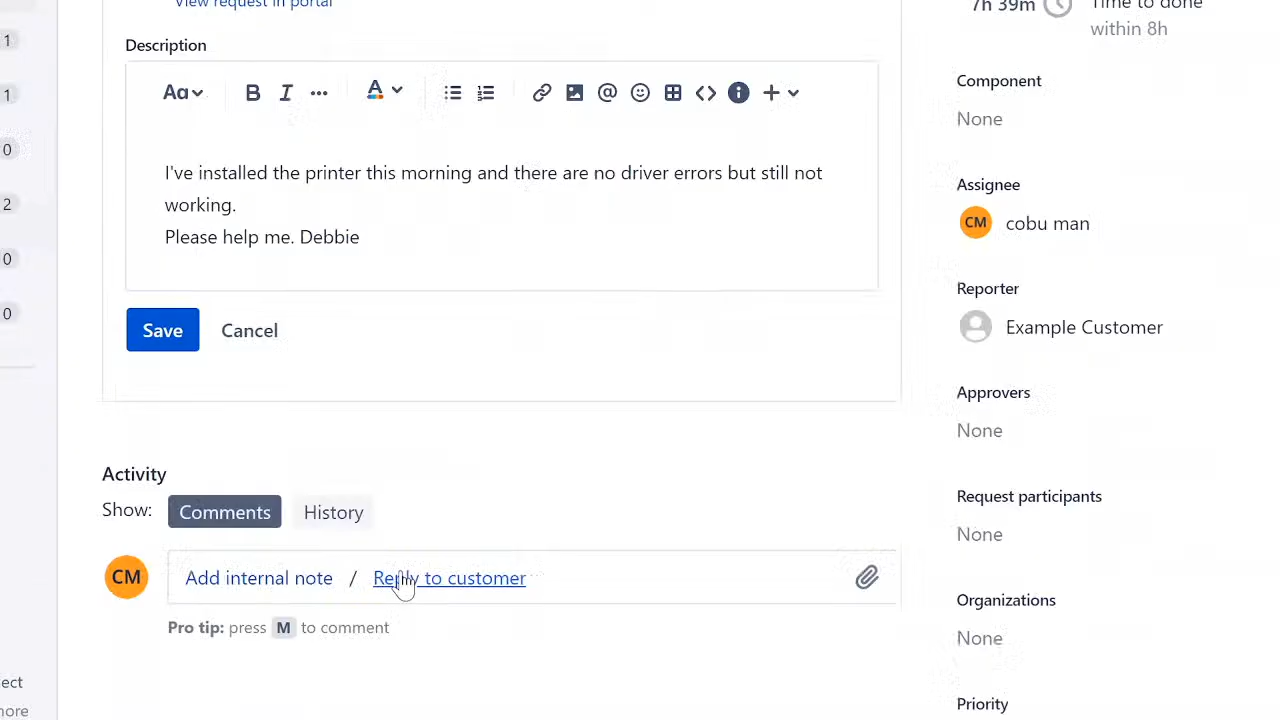 View request in portal
7h 39m
Time to done
within 8h
1
1
0
2
0
0
Description
Aa
B I ... A @ <> i +
I've installed the printer this morning and there are no driver errors but still not
working.
Please help me. Debbie
Save Cancel
Activity
Show: Comments History
CM Add internal note / Reply to customer
Pro tip: press M to comment
Component
None
Assignee
CM cobu man
Reporter
Example Customer
Approvers
None
Request participants
None
Organizations
None
Priority